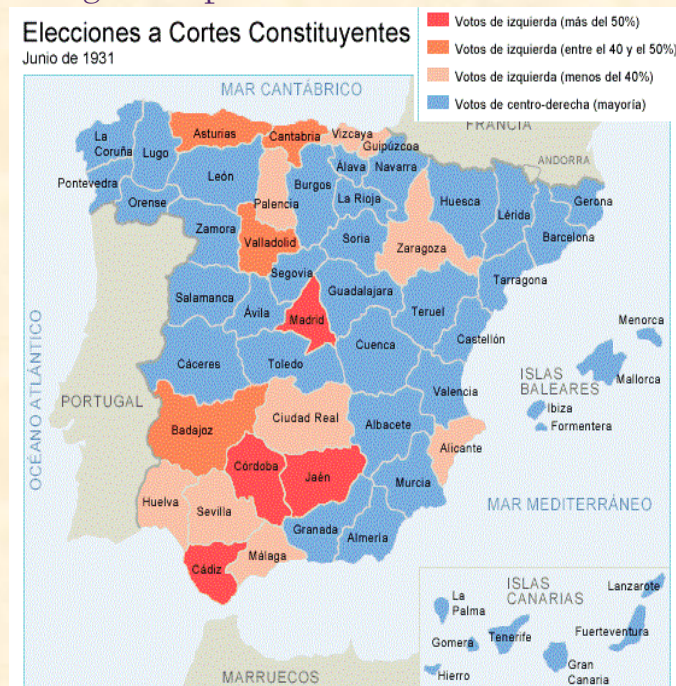 Elecciones a Cortes Constituyentes
Junio de 1931
Votos de izquierda (más del 50%)
Votos de izquierda (entre el 40 y el 50%)
Votos de izquierda (menos del 40%)
Votos de centro-derecha (mayoría)
MAR CANTÁBRICO
FRANCIA
ANDORRA
La Coruña
Lugo
Asturias
Cantabria
Vizcaya
Guipúzcoa
Pontevedra
Orense
León
Palencia
Burgos
Álava
Navarra
La Rioja
Huesca
Lérida
Gerona
Barcelona
Zamora
Valladolid
Soria
Zaragoza
Tarragona
Segovia
Salamanca
Ávila
Madrid
Guadalajara
Teruel
Castellón
Menorca
Cáceres
Toledo
Cuenca
Valencia
ISLAS
BALEARES
Mallorca
Ibiza
Formentera
OCÉANO ATLÁNTICO
PORTUGAL
Badajoz
Ciudad Real
Albacete
Alicante
Córdoba
Jaén
Murcia
Huelva
Sevilla
Granada
Almería
MAR MEDITERRÁNEO
Cádiz
Málaga
MARRUECOS
ISLAS
CANARIAS
Lanzarote
La
Palma
Gomera
Tenerife
Fuerteventura
Hierro
Gran
Canaria